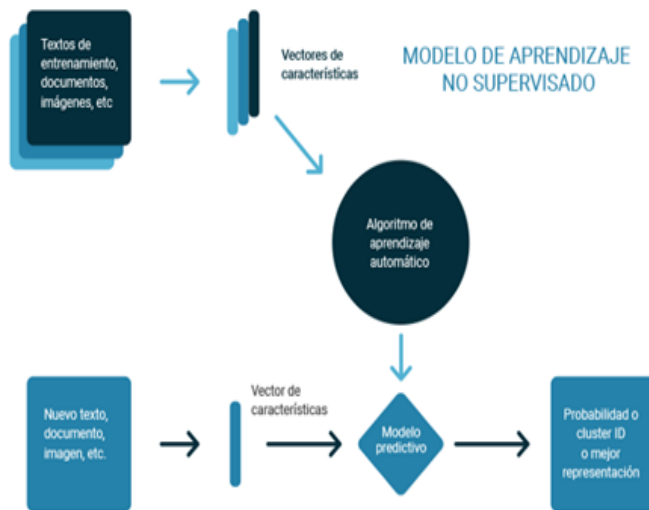 Textos de
entrenamiento,
documentos,
imágenes, etc
Vectores de
características
MODELO DE APRENDIZAJE
NO SUPERVISADO
Algoritmo de
aprendizaje
automático
Nuevo texto,
documento,
imagen, etc.
Vector de
características
Modelo
predictivo
Probabilidad o
cluster ID
o mejor
representación